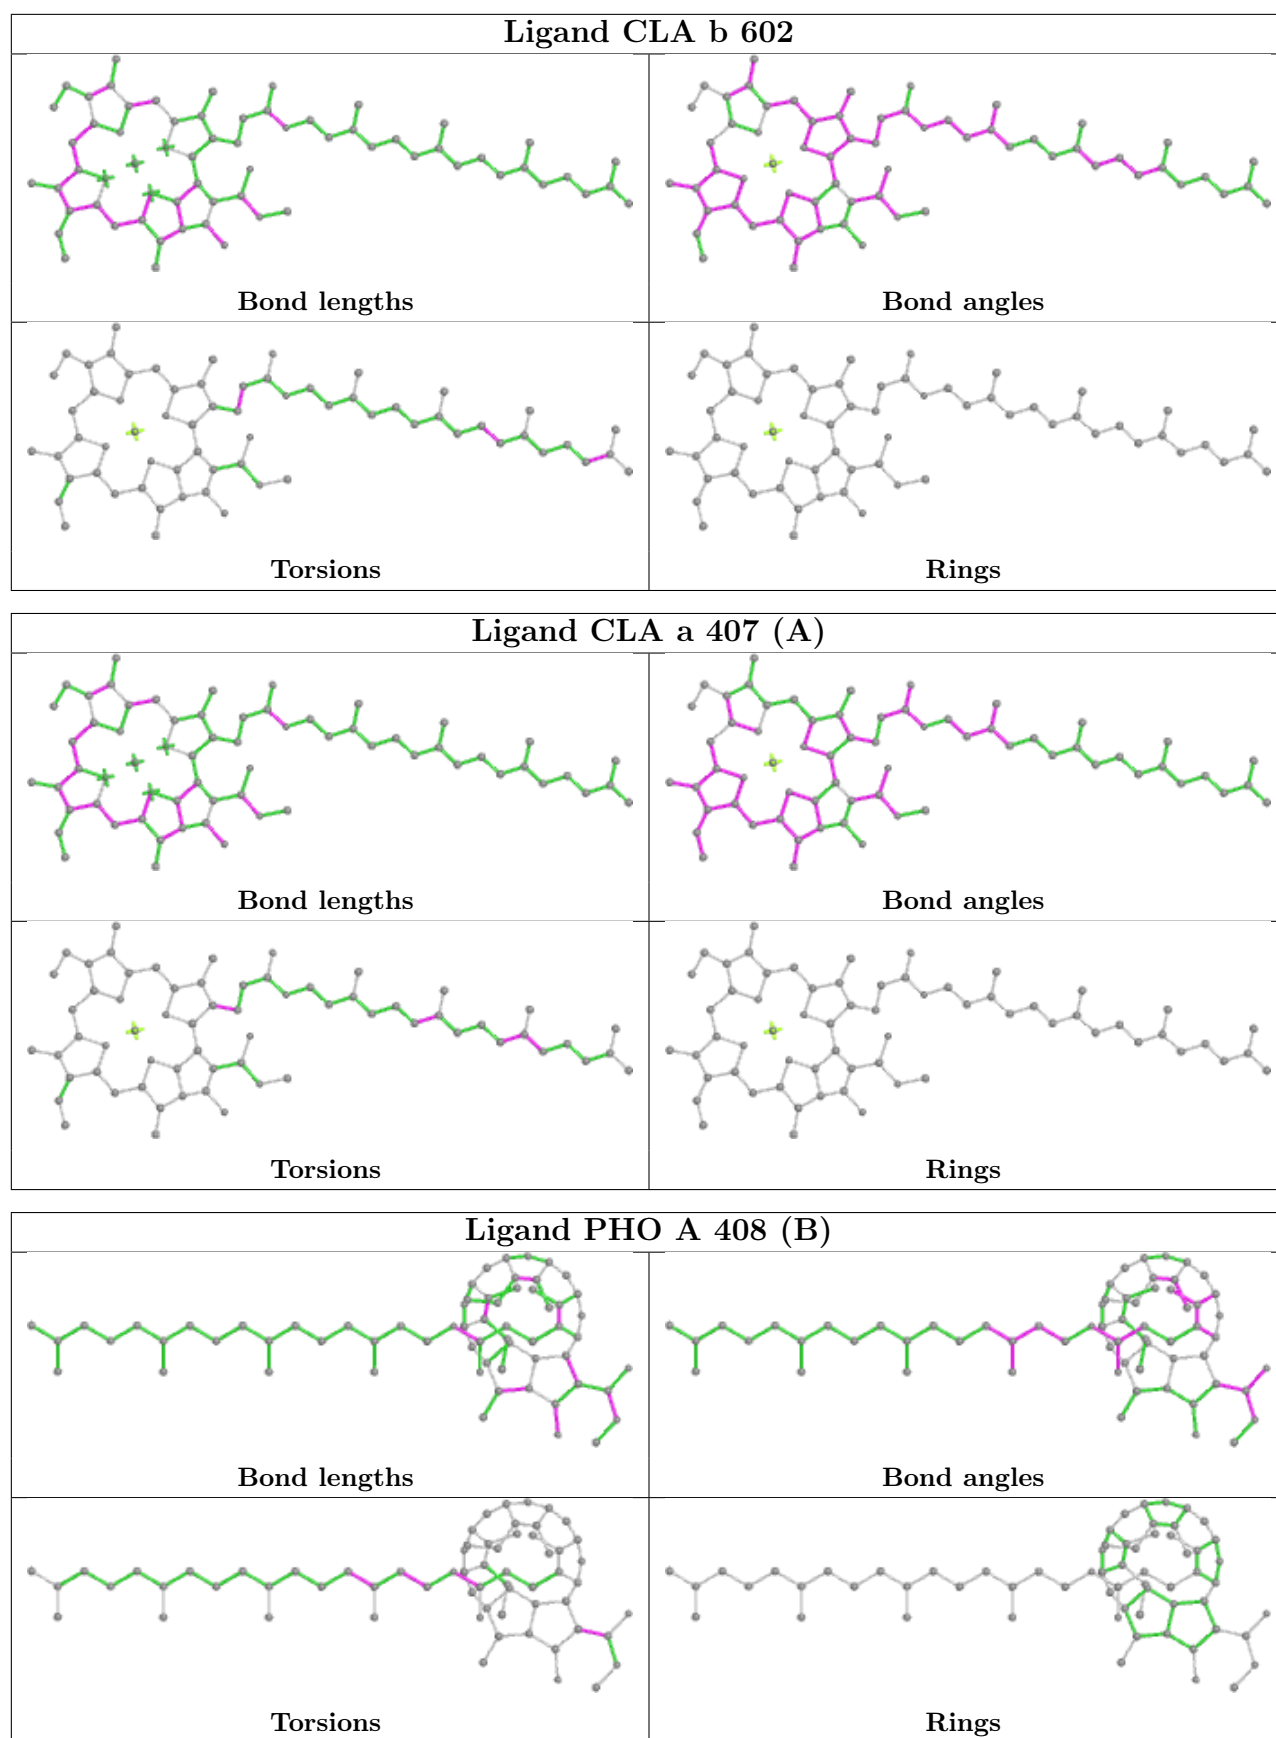 Ligand CLA b 602
Bond lengths
Bond angles
Torsions
Rings
Ligand CLA a 407 (A)
Bond lengths
Bond angles
Torsions
Rings
Ligand PHO A 408 (B)
Bond lengths
Bond angles
Torsions
Rings